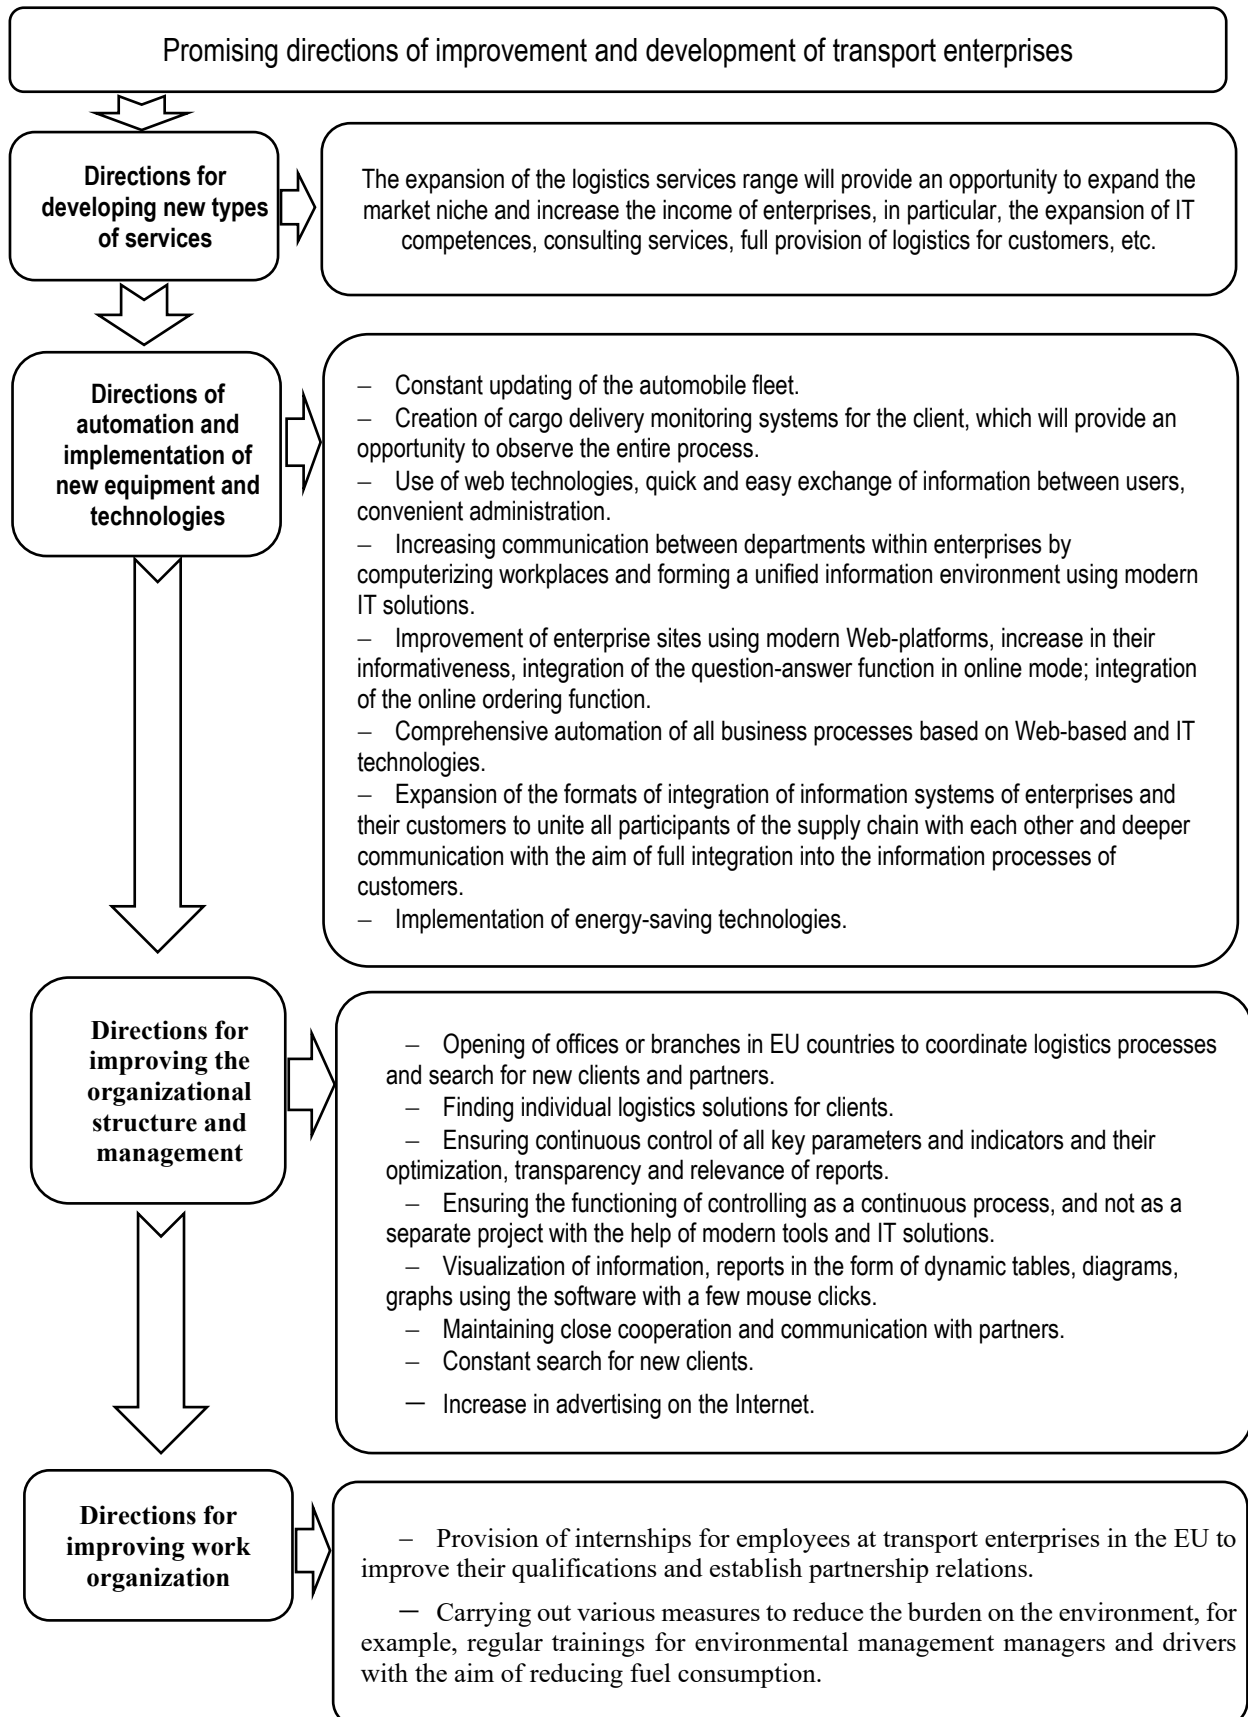 Promising directions of improvement and development of transport enterprises
Directions for
developing new types
of services
The expansion of the logistics services range will provide an opportunity to expand the
market niche and increase the income of enterprises, in particular, the expansion of IT
competences, consulting services, full provision of logistics for customers, etc.
Directions of
automation and
implementation of
new equipment and
technologies
– Constant updating of the automobile fleet.
– Creation of cargo delivery monitoring systems for the client, which will provide an
opportunity to observe the entire process.
– Use of web technologies, quick and easy exchange of information between users,
convenient administration.
– Increasing communication between departments within enterprises by
computerizing workplaces and forming a unified information environment using modern
IT solutions.
– Improvement of enterprise sites using modern Web-platforms, increase in their
informativeness, integration of the question-answer function in online mode; integration
of the online ordering function.
– Comprehensive automation of all business processes based on Web-based and IT
technologies.
– Expansion of the formats of integration of information systems of enterprises and
their customers to unite all participants of the supply chain with each other and deeper
communication with the aim of full integration into the information processes of
customers.
– Implementation of energy-saving technologies.
Directions for
improving the
organizational
structure and
management
– Opening of offices or branches in EU countries to coordinate logistics processes
and search for new clients and partners.
– Finding individual logistics solutions for clients.
– Ensuring continuous control of all key parameters and indicators and their
optimization, transparency and relevance of reports.
– Ensuring the functioning of controlling as a continuous process, and not as a
separate project with the help of modern tools and IT solutions.
– Visualization of information, reports in the form of dynamic tables, diagrams,
graphs using the software with a few mouse clicks.
– Maintaining close cooperation and communication with partners.
– Constant search for new clients.
– Increase in advertising on the Internet.
Directions for
improving work
organization
– Provision of internships for employees at transport enterprises in the EU to
improve their qualifications and establish partnership relations.
– Carrying out various measures to reduce the burden on the environment, for
example, regular trainings for environmental management managers and drivers
with the aim of reducing fuel consumption.